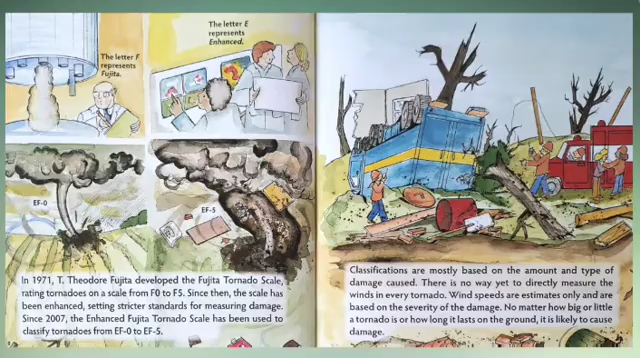 The letter F
represents
Fujita.
The letter E
represents
Enhanced.
EF-0
EF-5
In 1971, T. Theodore Fujita developed the Fujita Tornado Scale,
rating tornadoes on a scale from F0 to F5. Since then, the scale has
been enhanced, setting stricter standards for measuring damage.
Since 2007, the Enhanced Fujita Tornado Scale has been used to
classify tornadoes from EF-0 to EF-5.
Classifications are mostly based on the amount and type of
damage caused. There is no way yet to directly measure the
winds in every tornado. Wind speeds are estimates only and are
based on the severity of the damage. No matter how big or little
a tornado is or how long it lasts on the ground, it is likely to cause
damage.